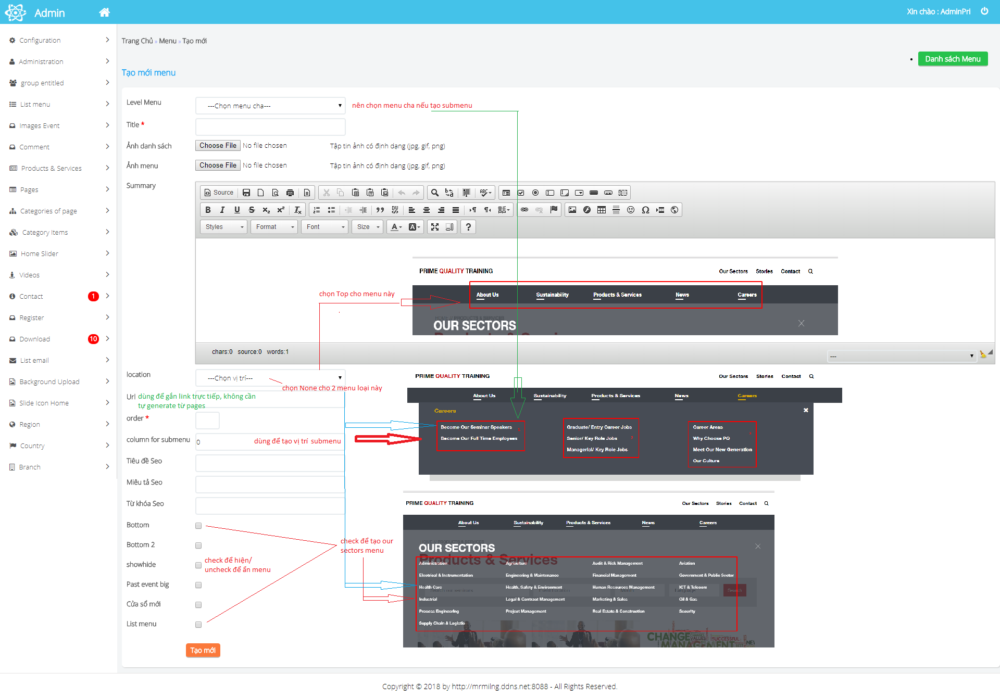 Admin
Xin chào : AdminPri
Configuration
Administration
group entitled
List menu
Images Event
Comment
Products & Services
Pages
Categories of page
Category Items
Home Slider
Videos
Contact 1
Register
Download 10
List email
Background Upload
Slide Icon Home
Region
Country
Branch
Trang Chủ » Menu » Tạo mới
Danh sách Menu
Tạo mới menu
Level Menu
---Chọn menu cha---
nên chọn menu cha nếu tạo submenu
Title *
Ảnh danh sách
Choose File No file chosen
Tập tin ảnh có định dạng (jpg, gif, png)
Ảnh menu
Choose File No file chosen
Tập tin ảnh có định dạng (jpg, gif, png)
Summary
Source
Styles Format Font Size
PRIME QUALITY TRAINING
Our Sectors Stories Contact
chọn Top cho menu này
About Us Sustainability Products & Services News Careers
HOME // PRODUCTS & SERVICES
OUR SECTORS
chars:0 source:0 words:1
---
location
---Chọn vị trí---
chọn None cho 2 menu loại này
PRIME QUALITY TRAINING
Our Sectors Stories Contact
Url
dùng để gắn link trực tiếp, không cần
tự generate từ pages
About Us Sustainability Products & Services News Careers
Careers
order *
Become Our Seminar Speakers
Become Our Full Time Employees
Graduate/ Entry Career Jobs
Senior/ Key Role Jobs
Managerial/ Key Role Jobs
Career Areas
Why Choose PQ
Meet Our New Generation
Our Culture
column for submenu
0
dùng để tạo vị trí submenu
Tiêu đề Seo
Miêu tả Seo
Từ khóa Seo
PRIME QUALITY TRAINING
Our Sectors Stories Contact
About Us Sustainability Products & Services News Careers
Bottom
Bottom 2
check để tạo our
sectors menu
showhide
check để hiện/
uncheck để ẩn menu
Past event big
Cửa sổ mới
List menu
OUR SECTORS
Products & Services
Administration Agriculture Audit & Risk Management Aviation
Electrical & Instrumentation Engineering & Maintenance Financial Management Government & Public Sector
Health Care Health, Safety & Environment Human Resources Management ICT & Telecom
Search
Industrial Legal & Contract Management Marketing & Sales Oil & Gas
Process Engineering Project Management Real Estate & Construction Security
Supply Chain & Logistic
CHANGE
MANAGEMENT
SUCCESSFUL
Tạo mới
Copyright © 2018 by http://mrmilng.ddns.net:8088 - All Rights Reserved.